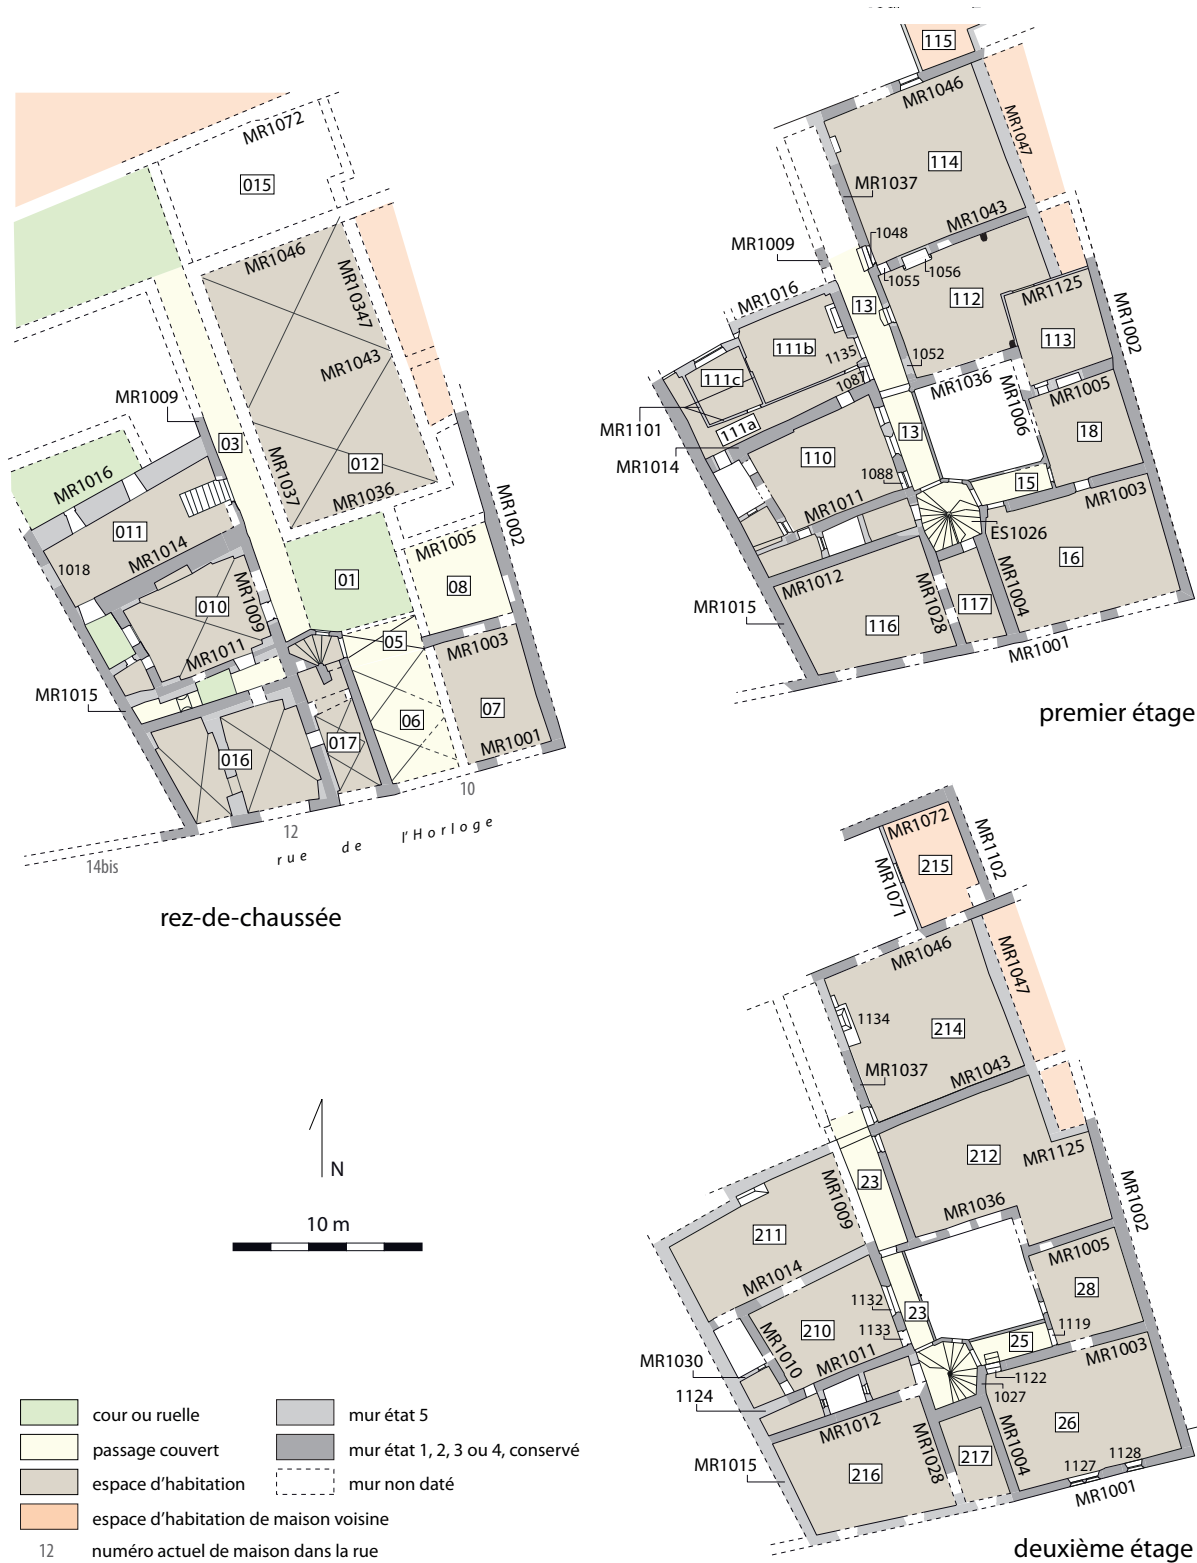 MR1072
015
MR1046
MR10347
MR1043
MR1009
03
MR1016
MR1037
012
MR1036
011
MR1014
1018
MR1002
MR1005
01
08
010
MR1009
MR1011
05
MR1003
MR1015
06
07
016
017
MR1001
10
12
rue de l'Horloge
14bis
rez-de-chaussée
115
MR1046
MR1047
114
MR1037
MR1043
1048
MR1009
1055
1056
MR1016
13
112
MR1125
MR1002
113
111b
1135
1052
111c
1087
MR1036
MR1006
MR1005
MR1101
111a
13
18
MR1014
110
1088
15
MR1011
MR1003
ES1026
MR1012
16
MR1015
MR1028
117
MR1004
116
MR1001
premier étage
MR1072
MR1102
215
MR1071
MR1046
MR1047
1134
214
MR1037
MR1043
212
MR1125
23
MR1009
MR1036
MR1002
211
MR1005
MR1014
1132
23
28
210
1133
25
1119
MR1010
MR1011
MR1003
MR1030
1122
1124
1027
MR1012
26
MR1028
MR1004
MR1015
217
1127
1128
216
MR1001
deuxième étage
N
10 m
cour ou ruelle
mur état 5
passage couvert
mur état 1, 2, 3 ou 4, conservé
espace d'habitation
mur non daté
espace d'habitation de maison voisine
12 numéro actuel de maison dans la rue